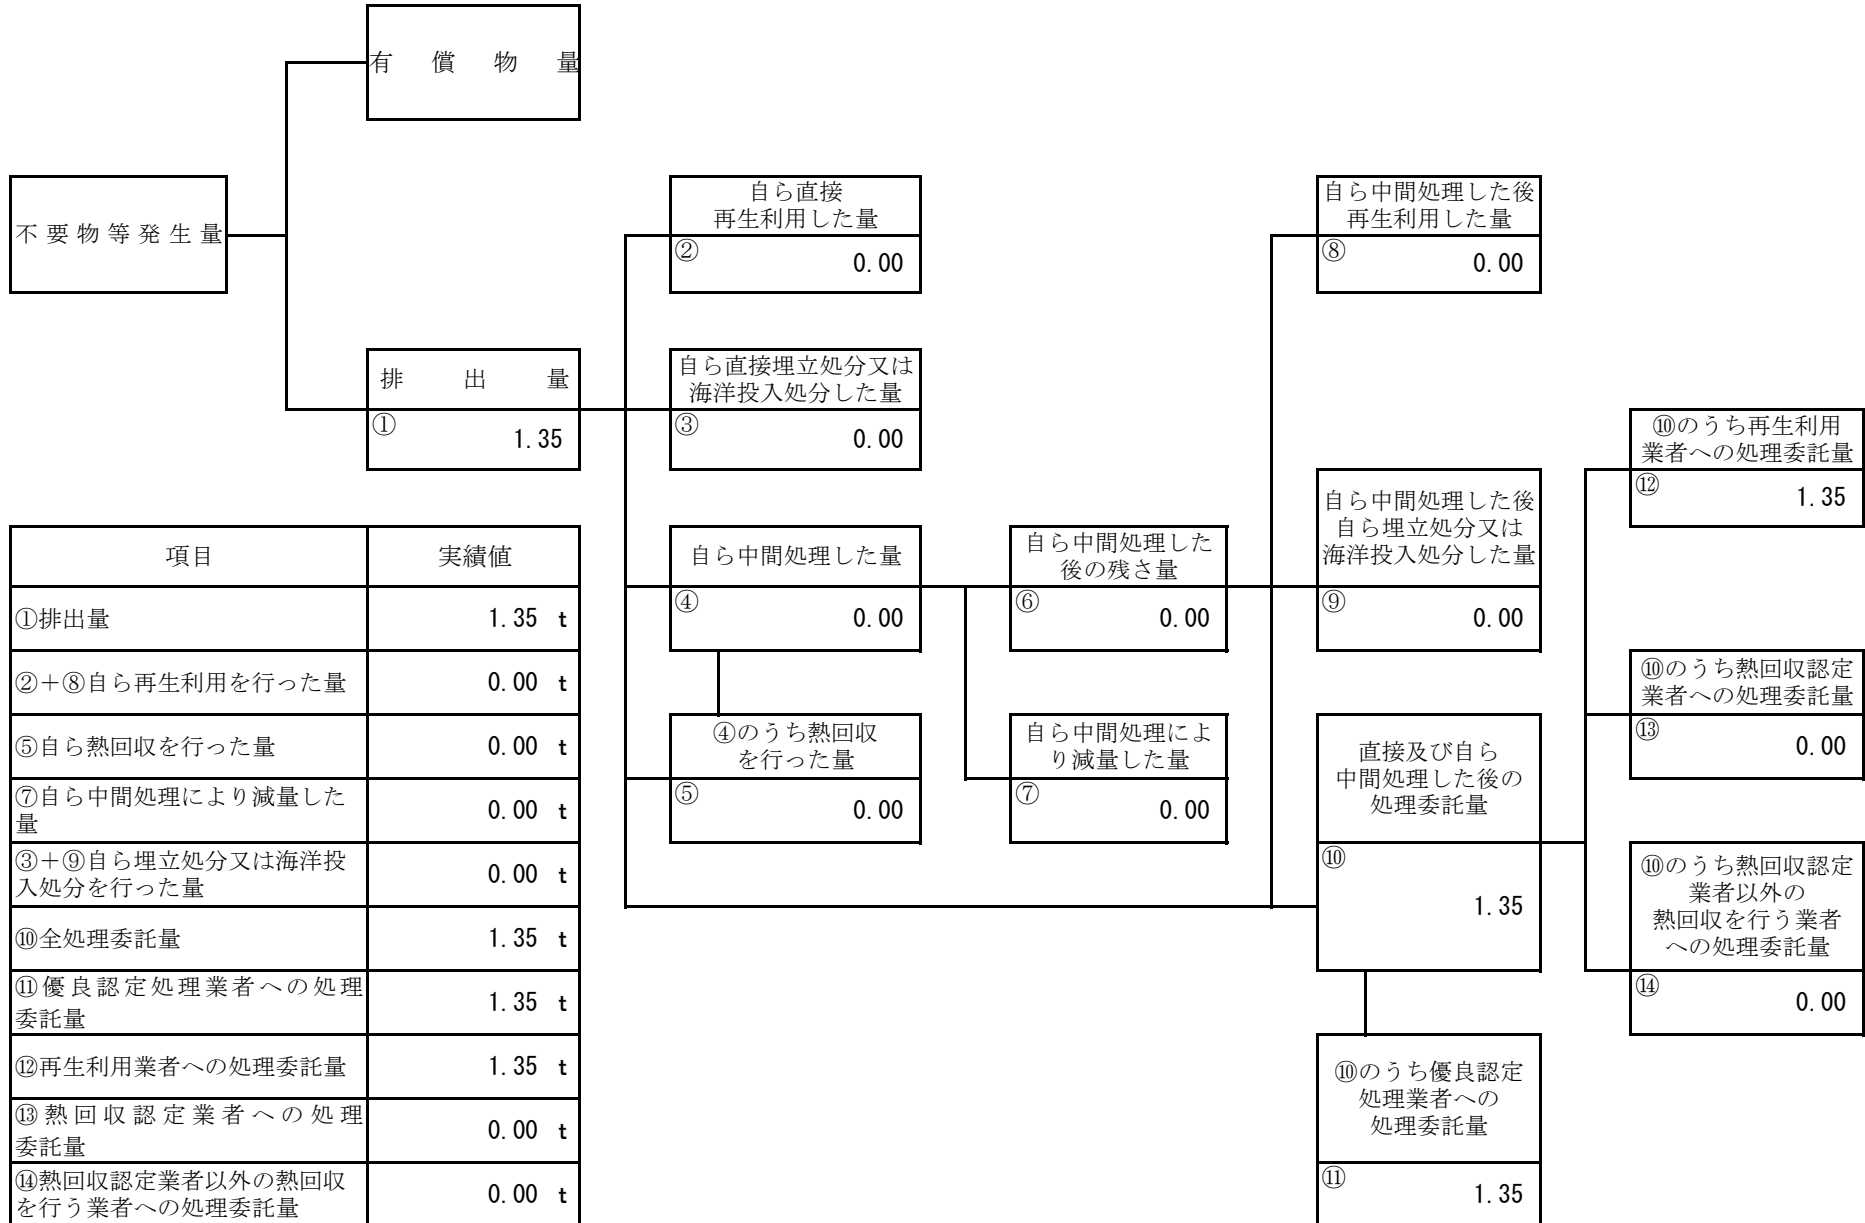 有償物量
不要物等発生量
排出量
①
1.35
自ら直接
再生利用した量
②
0.00
自ら直接埋立処分又は
海洋投入処分した量
③
0.00
自ら中間処理した量
④
0.00
④のうち熱回収
を行った量
⑤
0.00
自ら中間処理した
後の残さ量
⑥
0.00
自ら中間処理によ
り減量した量
⑦
0.00
自ら中間処理した後
再生利用した量
⑧
0.00
自ら中間処理した後
自ら埋立処分又は
海洋投入処分した量
⑨
0.00
直接及び自ら
中間処理した後の
処理委託量
⑩
1.35
⑩のうち優良認定
処理業者への
処理委託量
⑪
1.35
⑩のうち再生利用
業者への処理委託量
⑫
1.35
⑩のうち熱回収認定
業者への処理委託量
⑬
0.00
⑩のうち熱回収認定
業者以外の
熱回収を行う業者
への処理委託量
⑭
0.00
項目 実績値
①排出量 1.35 t
②+⑧自ら再生利用を行った量 0.00 t
⑤自ら熱回収を行った量 0.00 t
⑦自ら中間処理により減量した
量 0.00 t
③+⑨自ら埋立処分又は海洋投
入処分を行った量 0.00 t
⑩全処理委託量 1.35 t
⑪優良認定処理業者への処理
委託量 1.35 t
⑫再生利用業者への処理委託量 1.35 t
⑬熱回収認定業者への処理
委託量 0.00 t
⑭熱回収認定業者以外の熱回収
を行う業者への処理委託量 0.00 t